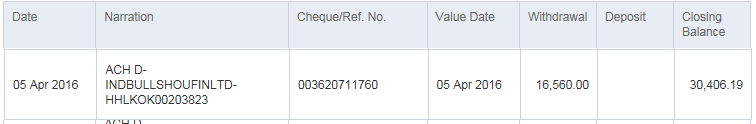 Date Narration Cheque/Ref. No. Value Date Withdrawal Deposit Closing
Balance
ACH D-
05 Apr 2016 INDBULLSHOUFINLTD- 003620711760 05 Apr 2016 16,560.00 30,406.19
HHLKOK00203823
ACH D